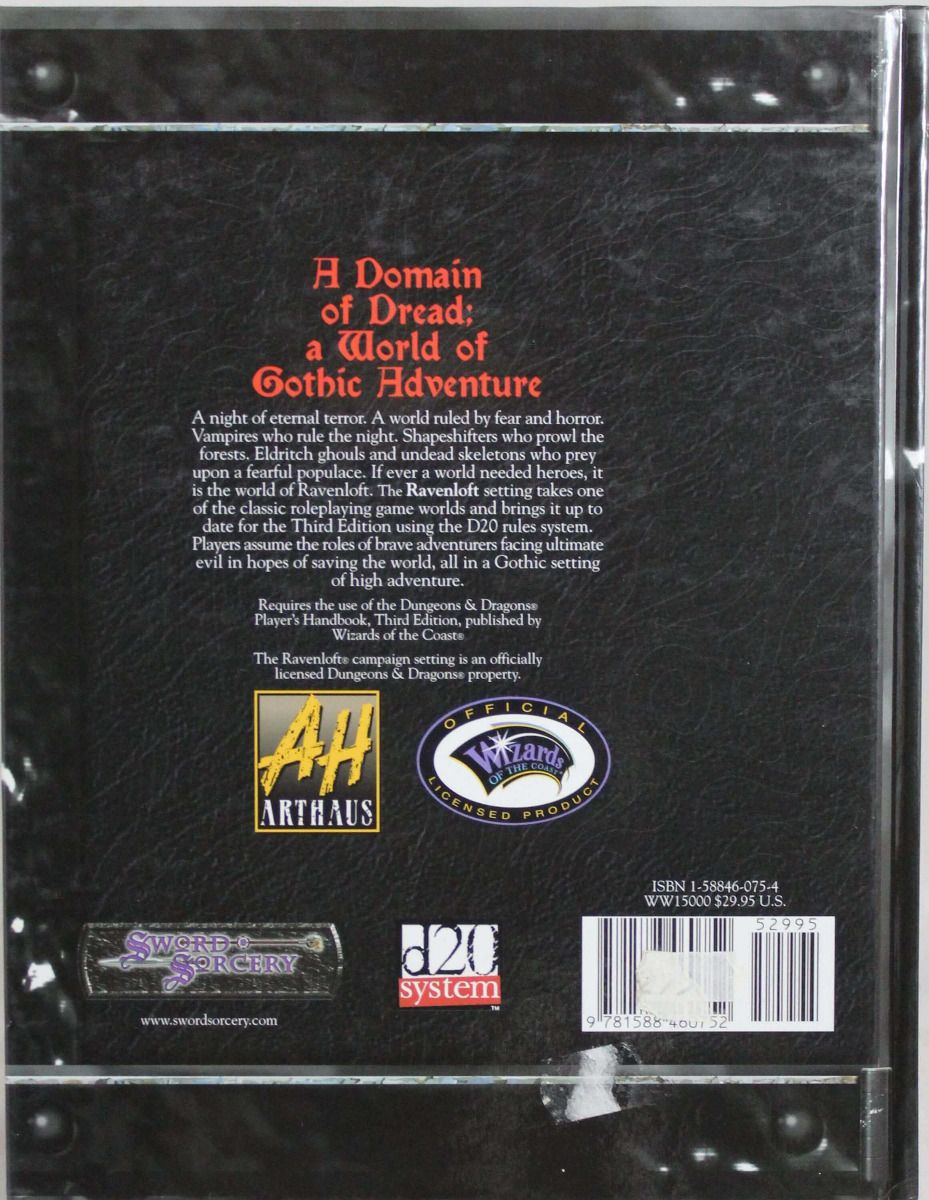 A Domain
of Dread;
a World of
Gothic Adventure
A night of eternal terror. A world ruled by fear and horror.
Vampires who rule the night. Shapeshifters who prowl the
forests. Eldritch ghouls and undead skeletons who prey
upon a fearful populace. If ever a world needed heroes, it
is the world of Ravenloft. The Ravenloft setting takes one
of the classic roleplaying game worlds and brings it up to
date for the Third Edition using the D20 rules system.
Players assume the roles of brave adventurers facing ultimate
evil in hopes of saving the world, all in a Gothic setting
of high adventure.
Requires the use of the Dungeons & Dragons®
Player's Handbook, Third Edition, published by
Wizards of the Coast®
The Ravenloft® campaign setting is an officially
licensed Dungeons & Dragons® property.
AH
ARTHAUS
OFFICIAL
Wizards
OF THE COAST®
LICENSED PRODUCT
ISBN 1-58846-075-4
WW15000 $29.95 U.S.
52995
9 781588 460752
SWORD
SORCERY
www.swordsorcery.com
d20
system
™